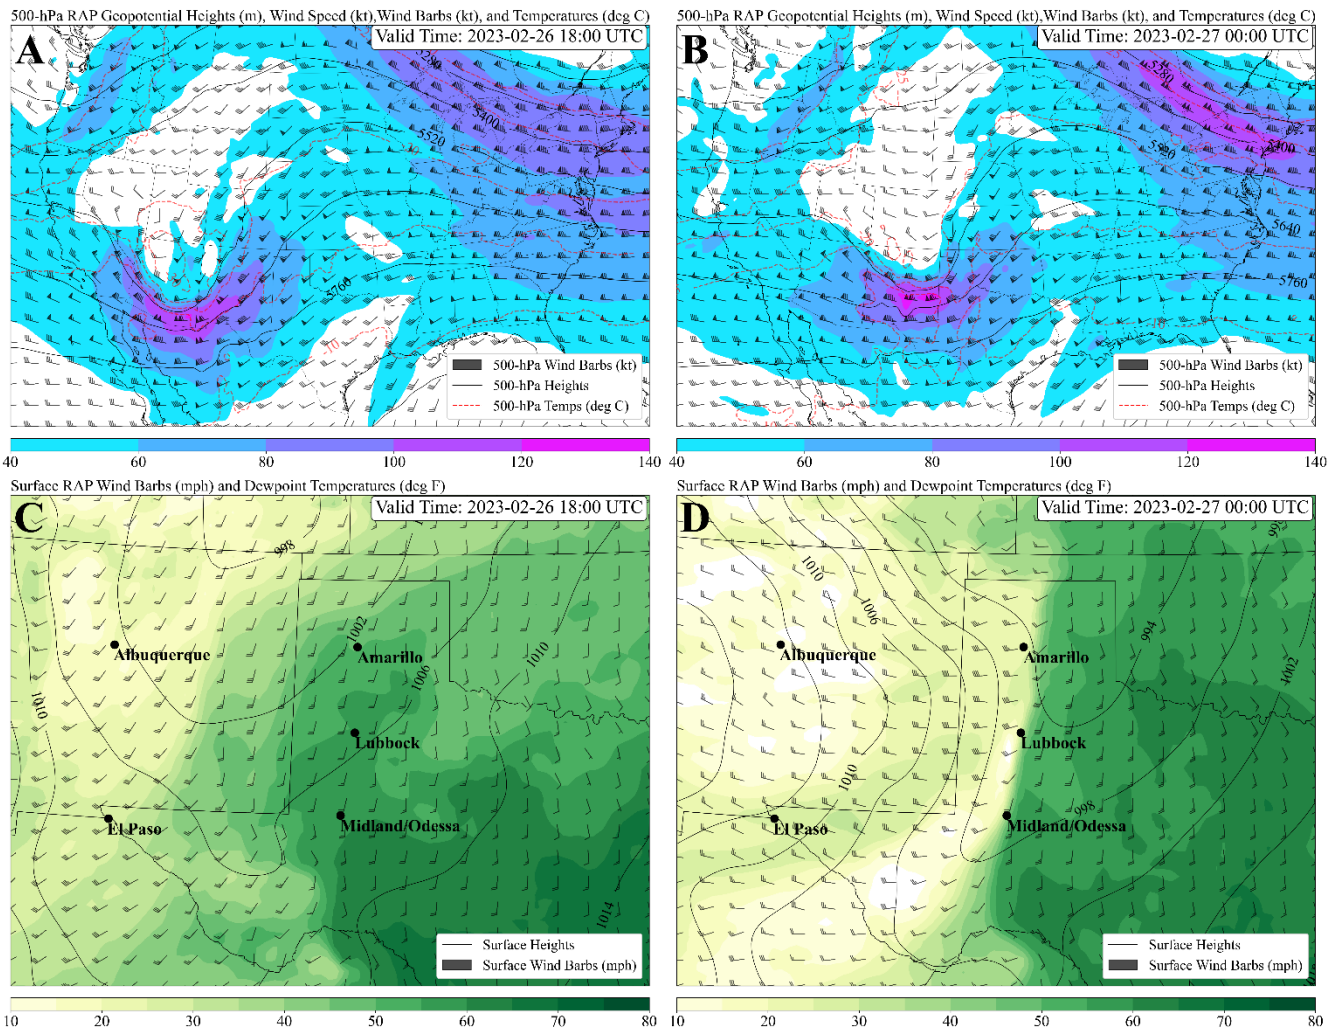 500-hPa RAP Geopotential Heights (m), Wind Speed (kt),Wind Barbs (kt), and Temperatures (deg C)
A
Valid Time: 2023-02-26 18:00 UTC
5280
5400
5520
5760
-10
500-hPa Wind Barbs (kt)
500-hPa Heights
500-hPa Temps (deg C)
40 60 80 100 120 140
500-hPa RAP Geopotential Heights (m), Wind Speed (kt),Wind Barbs (kt), and Temperatures (deg C)
B
Valid Time: 2023-02-27 00:00 UTC
5280
5400
5520
5640
5760
-10
500-hPa Wind Barbs (kt)
500-hPa Heights
500-hPa Temps (deg C)
40 60 80 100 120 140
Surface RAP Wind Barbs (mph) and Dewpoint Temperatures (deg F)
C
Valid Time: 2023-02-26 18:00 UTC
998
1002
Albuquerque
Amarillo
1010
1006
1010
Lubbock
El Paso
Midland/Odessa
1014
Surface Heights
Surface Wind Barbs (mph)
10 20 30 40 50 60 70 80
Surface RAP Wind Barbs (mph) and Dewpoint Temperatures (deg F)
D
Valid Time: 2023-02-27 00:00 UTC
1010
1006
994
Albuquerque
Amarillo
1002
Lubbock
1010
998
El Paso
Midland/Odessa
Surface Heights
Surface Wind Barbs (mph)
10 20 30 40 50 60 70 80